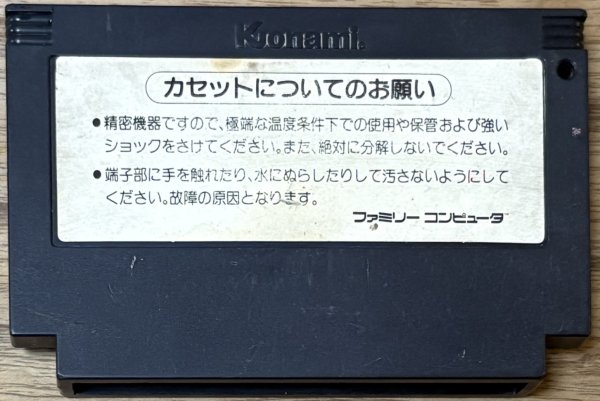 Konami
カセットについてのお願い
●精密機器ですので、極端な温度条件下での使用や保管および強い
ショックをさけてください。また、絶対に分解しないでください。
●端子部に手を触れたり、水にぬらしたりして汚さないようにして
ください。故障の原因となります。
ファミリー コンピュータ™